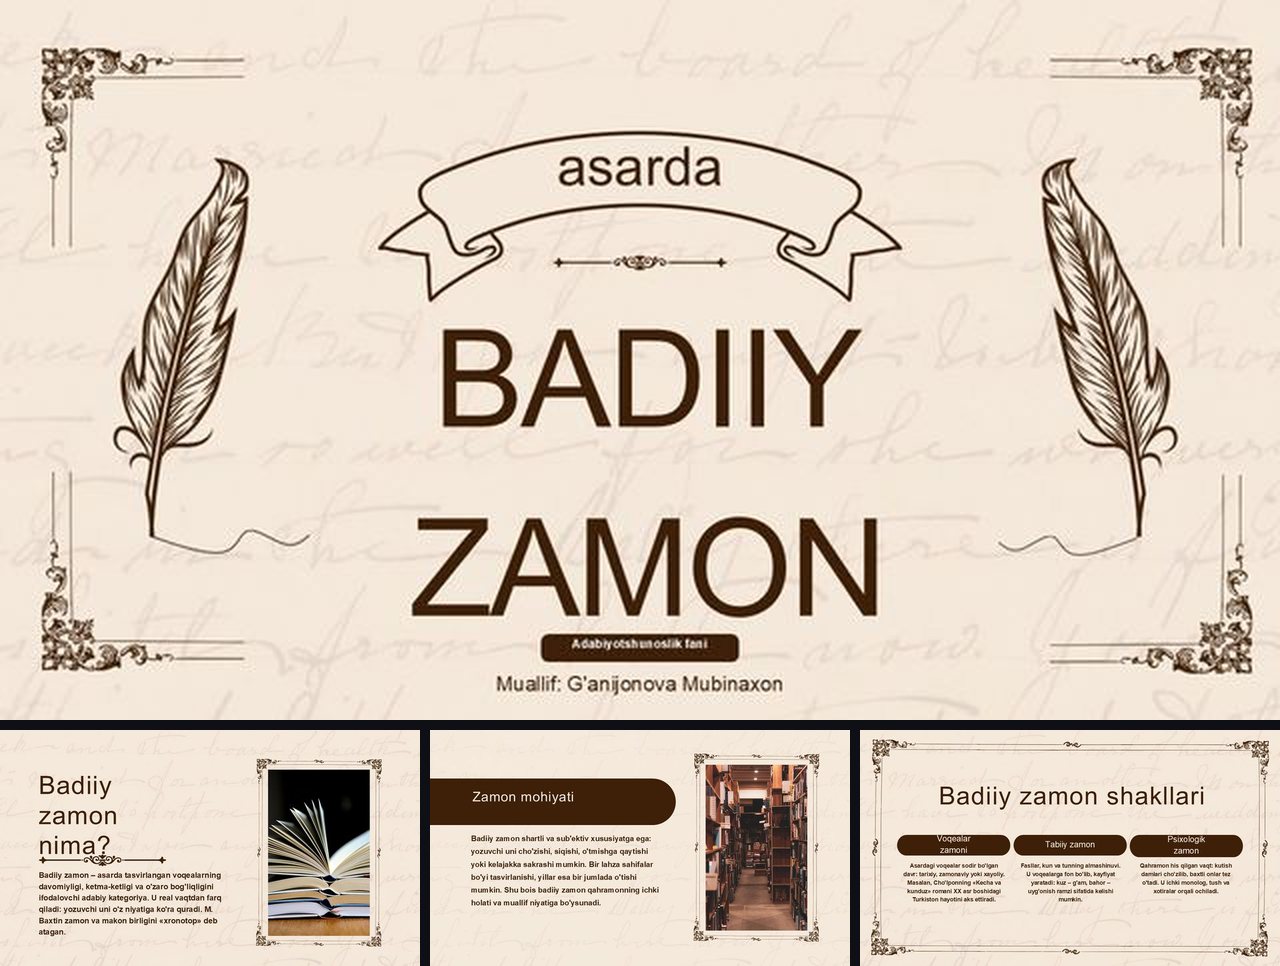 asarda
BADIIY
ZAMON
Adabiyotshunoslik fani
Muallif: G'anijonova Mubinaxon
Badiiy
zamon
nima?
Badiiy zamon – asarda tasvirlangan voqealarning
davomiyligi, ketma-ketligi va o'zaro bog'liqligini
ifodalovchi adabiy kategoriya. U real vaqtdan farq
qiladi: yozuvchi uni o'z niyatiga ko'ra quradi. M.
Baxtin zamon va makon birligini «xronotop» deb
atagan.
Zamon mohiyati
Badiiy zamon shartli va sub'ektiv xususiyatga ega:
yozuvchi uni cho'zishi, siqishi, o'tmishga qaytishi
yoki kelajakka sakrashi mumkin. Bir lahza sahifalar
bo'yi tasvirlanishi, yillar esa bir jumlada o'tishi
mumkin. Shu bois badiiy zamon qahramonning ichki
holati va muallif niyatiga bo'ysunadi.
Badiiy zamon shakllari
Voqealar
zamoni
Asardagi voqealar sodir bo'lgan
davr: tarixiy, zamonaviy yoki xayoliy.
Masalan, Cho'lponning «Kecha va
kunduz» romani XX asr boshidagi
Turkiston hayotini aks ettiradi.
Tabiiy zamon
Fasllar, kun va tunning almashinuvi.
U voqealarga fon bo'lib, kayfiyat
yaratadi: kuz – g'am, bahor –
uyg'onish ramzi sifatida kelishi
mumkin.
Psixologik
zamon
Qahramon his qilgan vaqt: kutish
damlari cho'zilib, baxtli onlar tez
o'tadi. U ichki monolog, tush va
xotiralar orqali ochiladi.